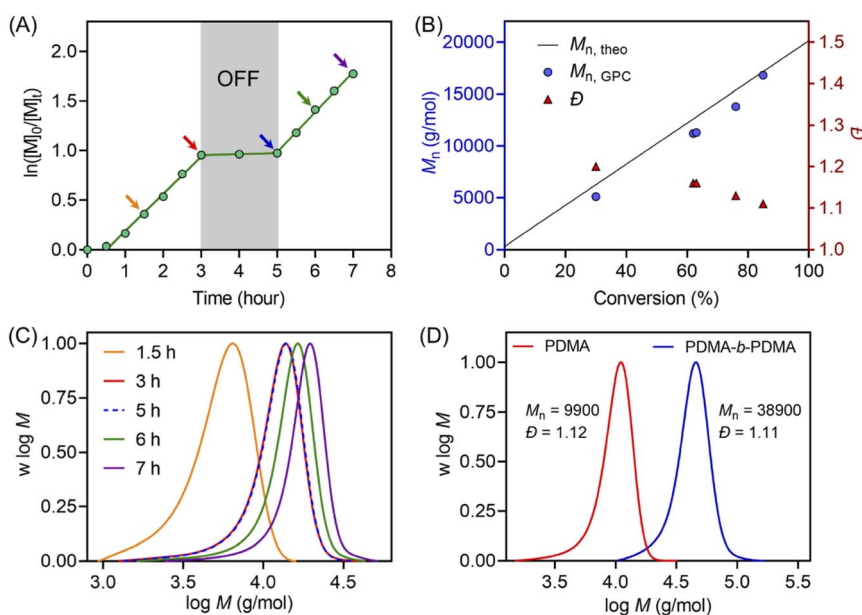 (A)
2.0
1.5
1.0
0.5
0.0
ln([M]₀/[M]t)
OFF
0 1 2 3 4 5 6 7 8
Time (hour)
(B)
20000
15000
10000
5000
0
Mn (g/mol)
Mn, theo
Mn, GPC
Đ
1.5
1.4
1.3
1.2
1.1
1.0
Đ
0 20 40 60 80 100
Conversion (%)
(C)
1.00
0.75
0.50
0.25
0.00
w log M
1.5 h
3 h
5 h
6 h
7 h
3.0 3.5 4.0 4.5
log M (g/mol)
(D)
PDMA PDMA-b-PDMA
1.00
0.75
0.50
0.25
0.00
w log M
Mn = 9900
Đ = 1.12
Mn = 38900
Đ = 1.11
3.5 4.0 4.5 5.0 5.5
log M (g/mol)